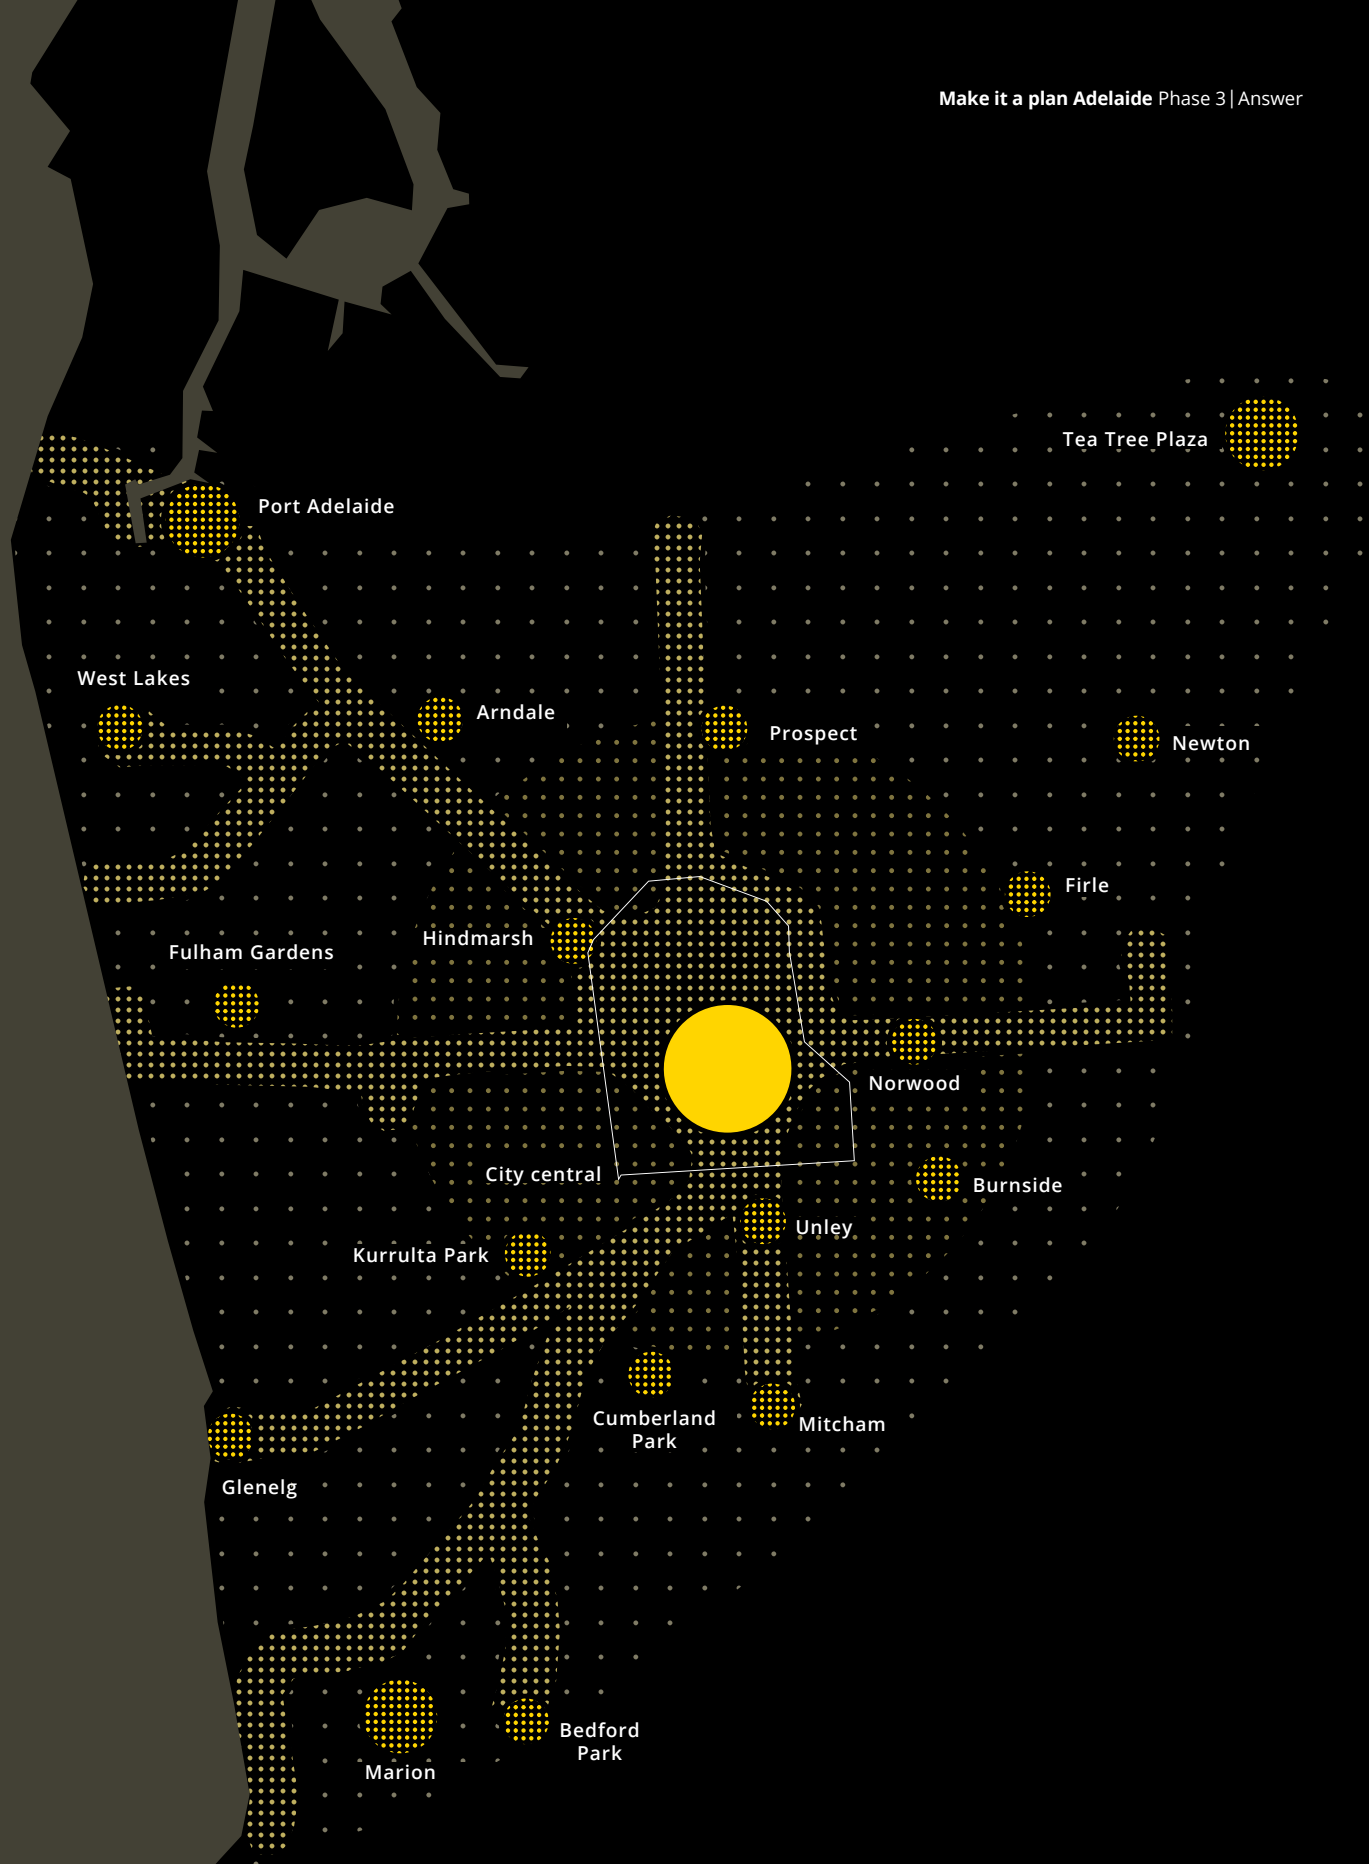 Make it a plan Adelaide Phase 3|Answer
Tea Tree Plaza
Port Adelaide
West Lakes
Arndale
Prospect
Newton
Firle
Hindmarsh
Fulham Gardens
Norwood
City central
Burnside
Unley
Kurrulta Park
Cumberland
Park
Mitcham
Glenelg
Bedford
Park
Marion